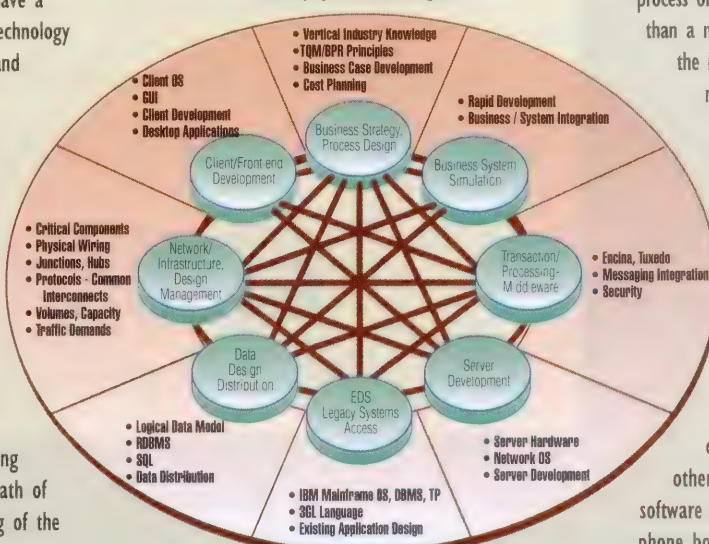 echnology
and
process o
than a
the
• Vertical Industry Knowledge
•TQM/BPR Principles
• Business Case Development
• Cost Planning
• Client OS
• GUI
• Client Development
• Desktop Applications
• Rapid Development
• Business / System Integration
Business Strategy,
Process Design
Client/Front end
Development
Business System
Simulation
• Critical Components
• Physical Wiring
• Junctions, Hubs
• Protocols - Common
Interconnects
• Volumes, Capacity
• Traffic Demands
Network/
Infrastructure,
Design
Management
Transaction/
Processing-
Middleware
• Encina, Tuxedo
• Messaging Integration
• Security
Data
Design
Distribution
EDS
Legacy Systems
Access
Server
Development
• Logical Data Model
• RDBMS
• SQL
• Data Distribution
• IBM Mainframe OS, DBMS, TP
• 3GL Language
• Existing Application Design
• Server Hardware
• Network OS
• Server Development
ing
ath of
g of the
other
software
phone bo